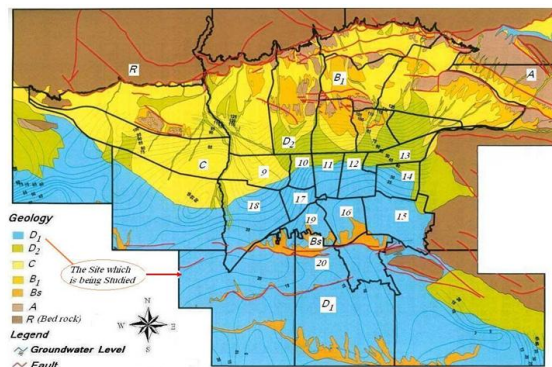 R
B1
A
D2
C
9
10
11
12
13
14
18
17
16
15
19
Bs
20
D1
Geology
D1
D2
C
B1
Bs
A
R (Bed rock)
The Site which
is being Studied
N
W
E
S
Legend
Groundwater Level
Fault